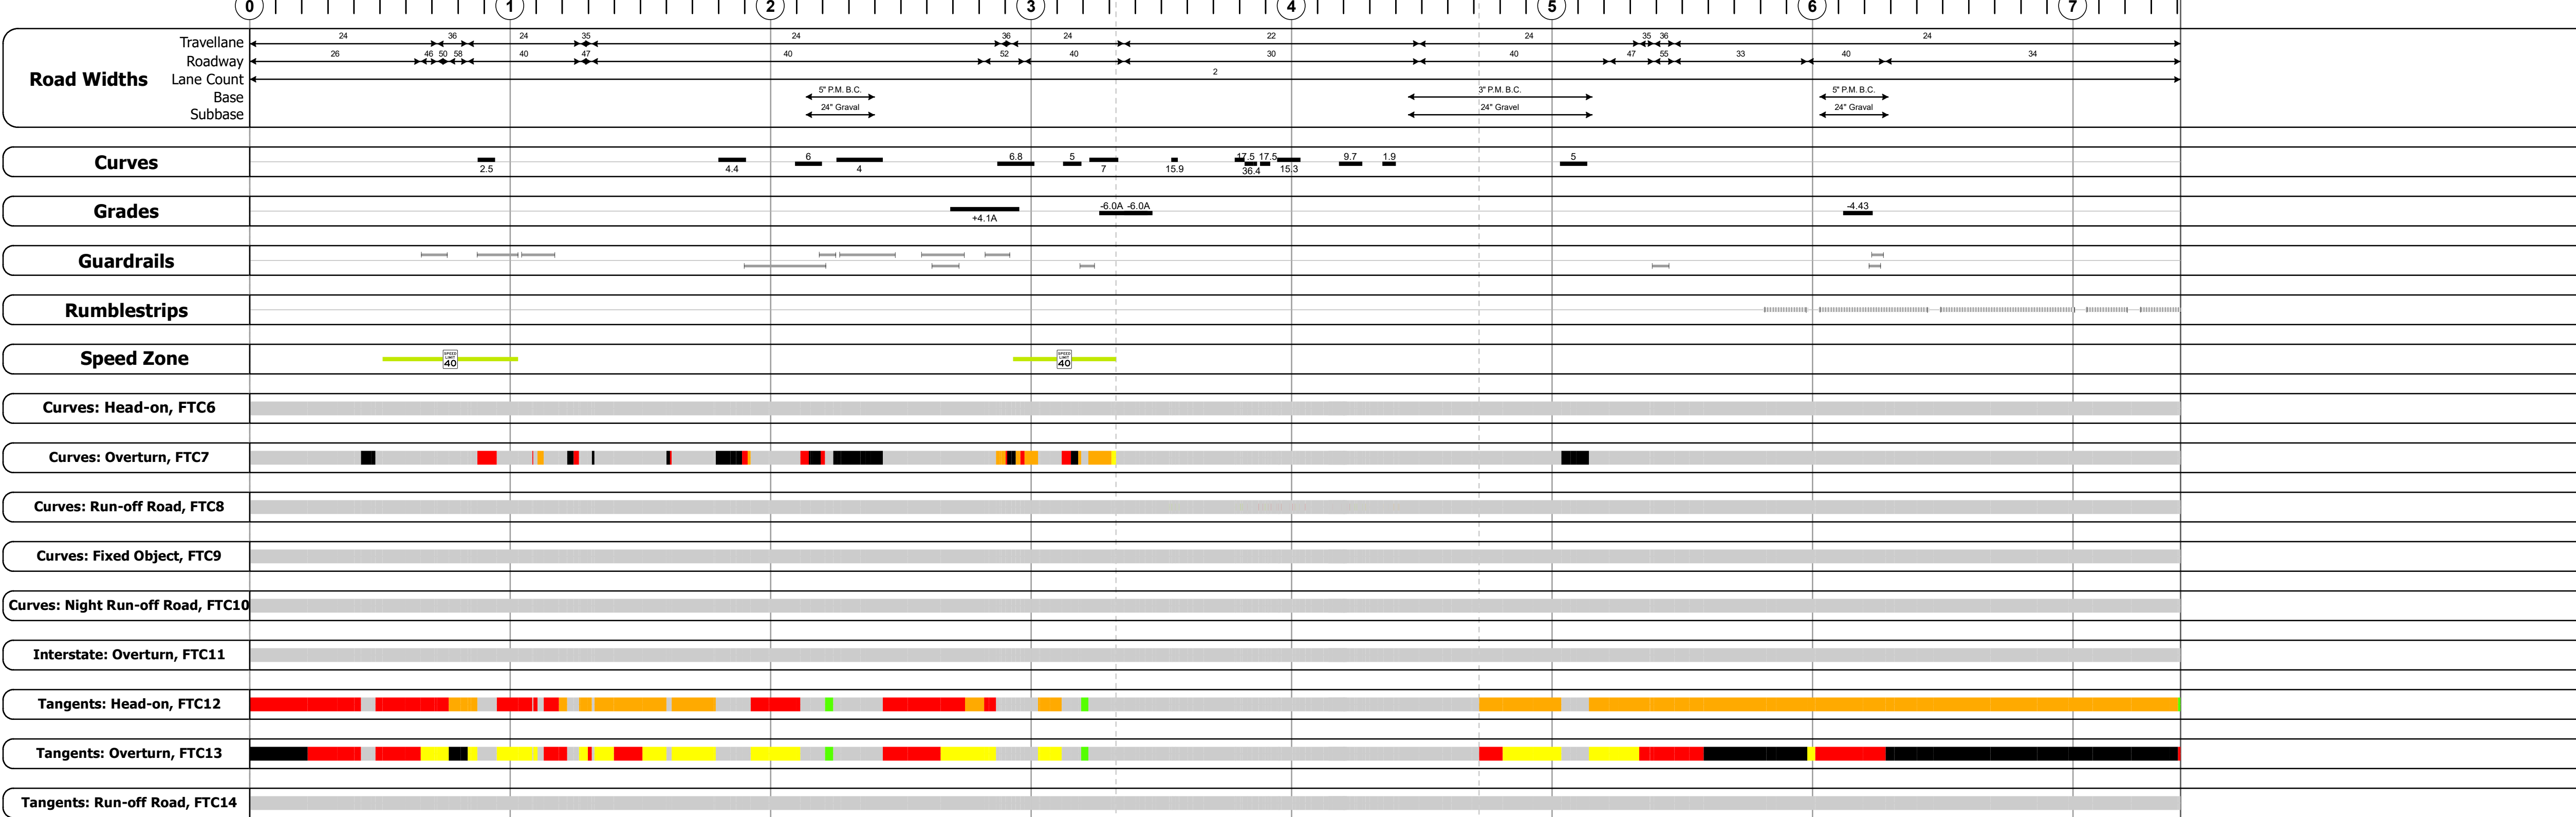 0 1 2 3 4 5 6 7
Travellane 24 36 24 35 24 36 24 22 24 35 36 24
Roadway 26 46 50 58 40 47 40 52 40 30 40 47 55 33 40 34
Road Widths
Lane Count 2
Base 5" P.M. B.C. 3" P.M. B.C. 5" P.M. B.C.
Subbase 24" Graval 24" Gravel 24" Graval
Curves
6 6.8 5 17.5 17.5 9.7 1.9 5
2.5 4.4 4 7 15.9 36.4 15.3
Grades
-6.0A -6.0A -4.43
+4.1A
Guardrails
Rumblestrips
Speed Zone
SPEED LIMIT 40 SPEED LIMIT 40
Curves: Head-on, FTC6
Curves: Overturn, FTC7
Curves: Run-off Road, FTC8
Curves: Fixed Object, FTC9
Curves: Night Run-off Road, FTC10
Interstate: Overturn, FTC11
Tangents: Head-on, FTC12
Tangents: Overturn, FTC13
Tangents: Run-off Road, FTC14